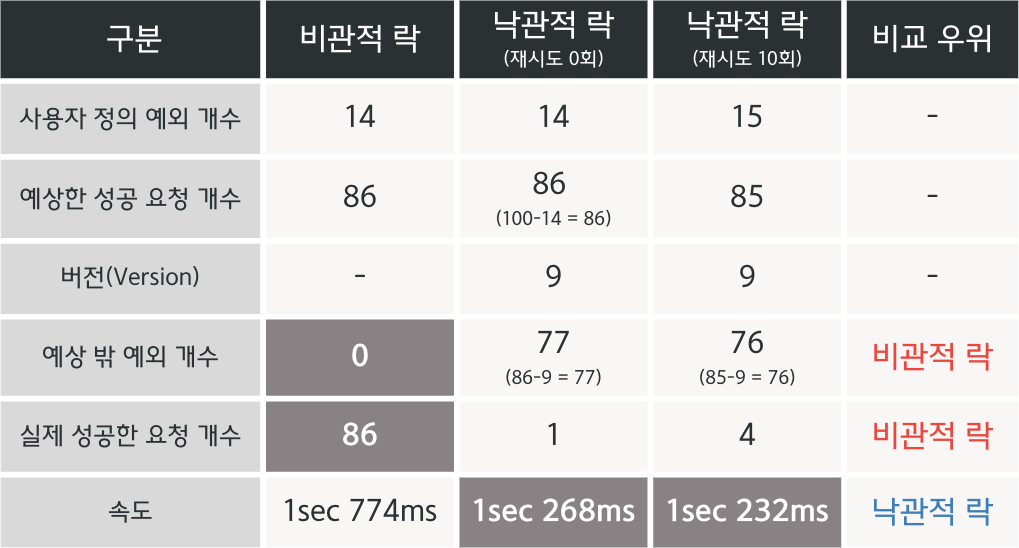 구분 비관적 락 낙관적 락 낙관적 락 비교 우위
(재시도 0회) (재시도 10회)
사용자 정의 예외 개수 14 14 15 -
예상한 성공 요청 개수 86 86 85 -
(100-14 = 86)
버전(Version) - 9 9 -
예상 밖 예외 개수 0 77 76 비관적 락
(86-9 = 77) (85-9 = 76)
실제 성공한 요청 개수 86 1 4 비관적 락
속도 1sec 774ms 1sec 268ms 1sec 232ms 낙관적 락